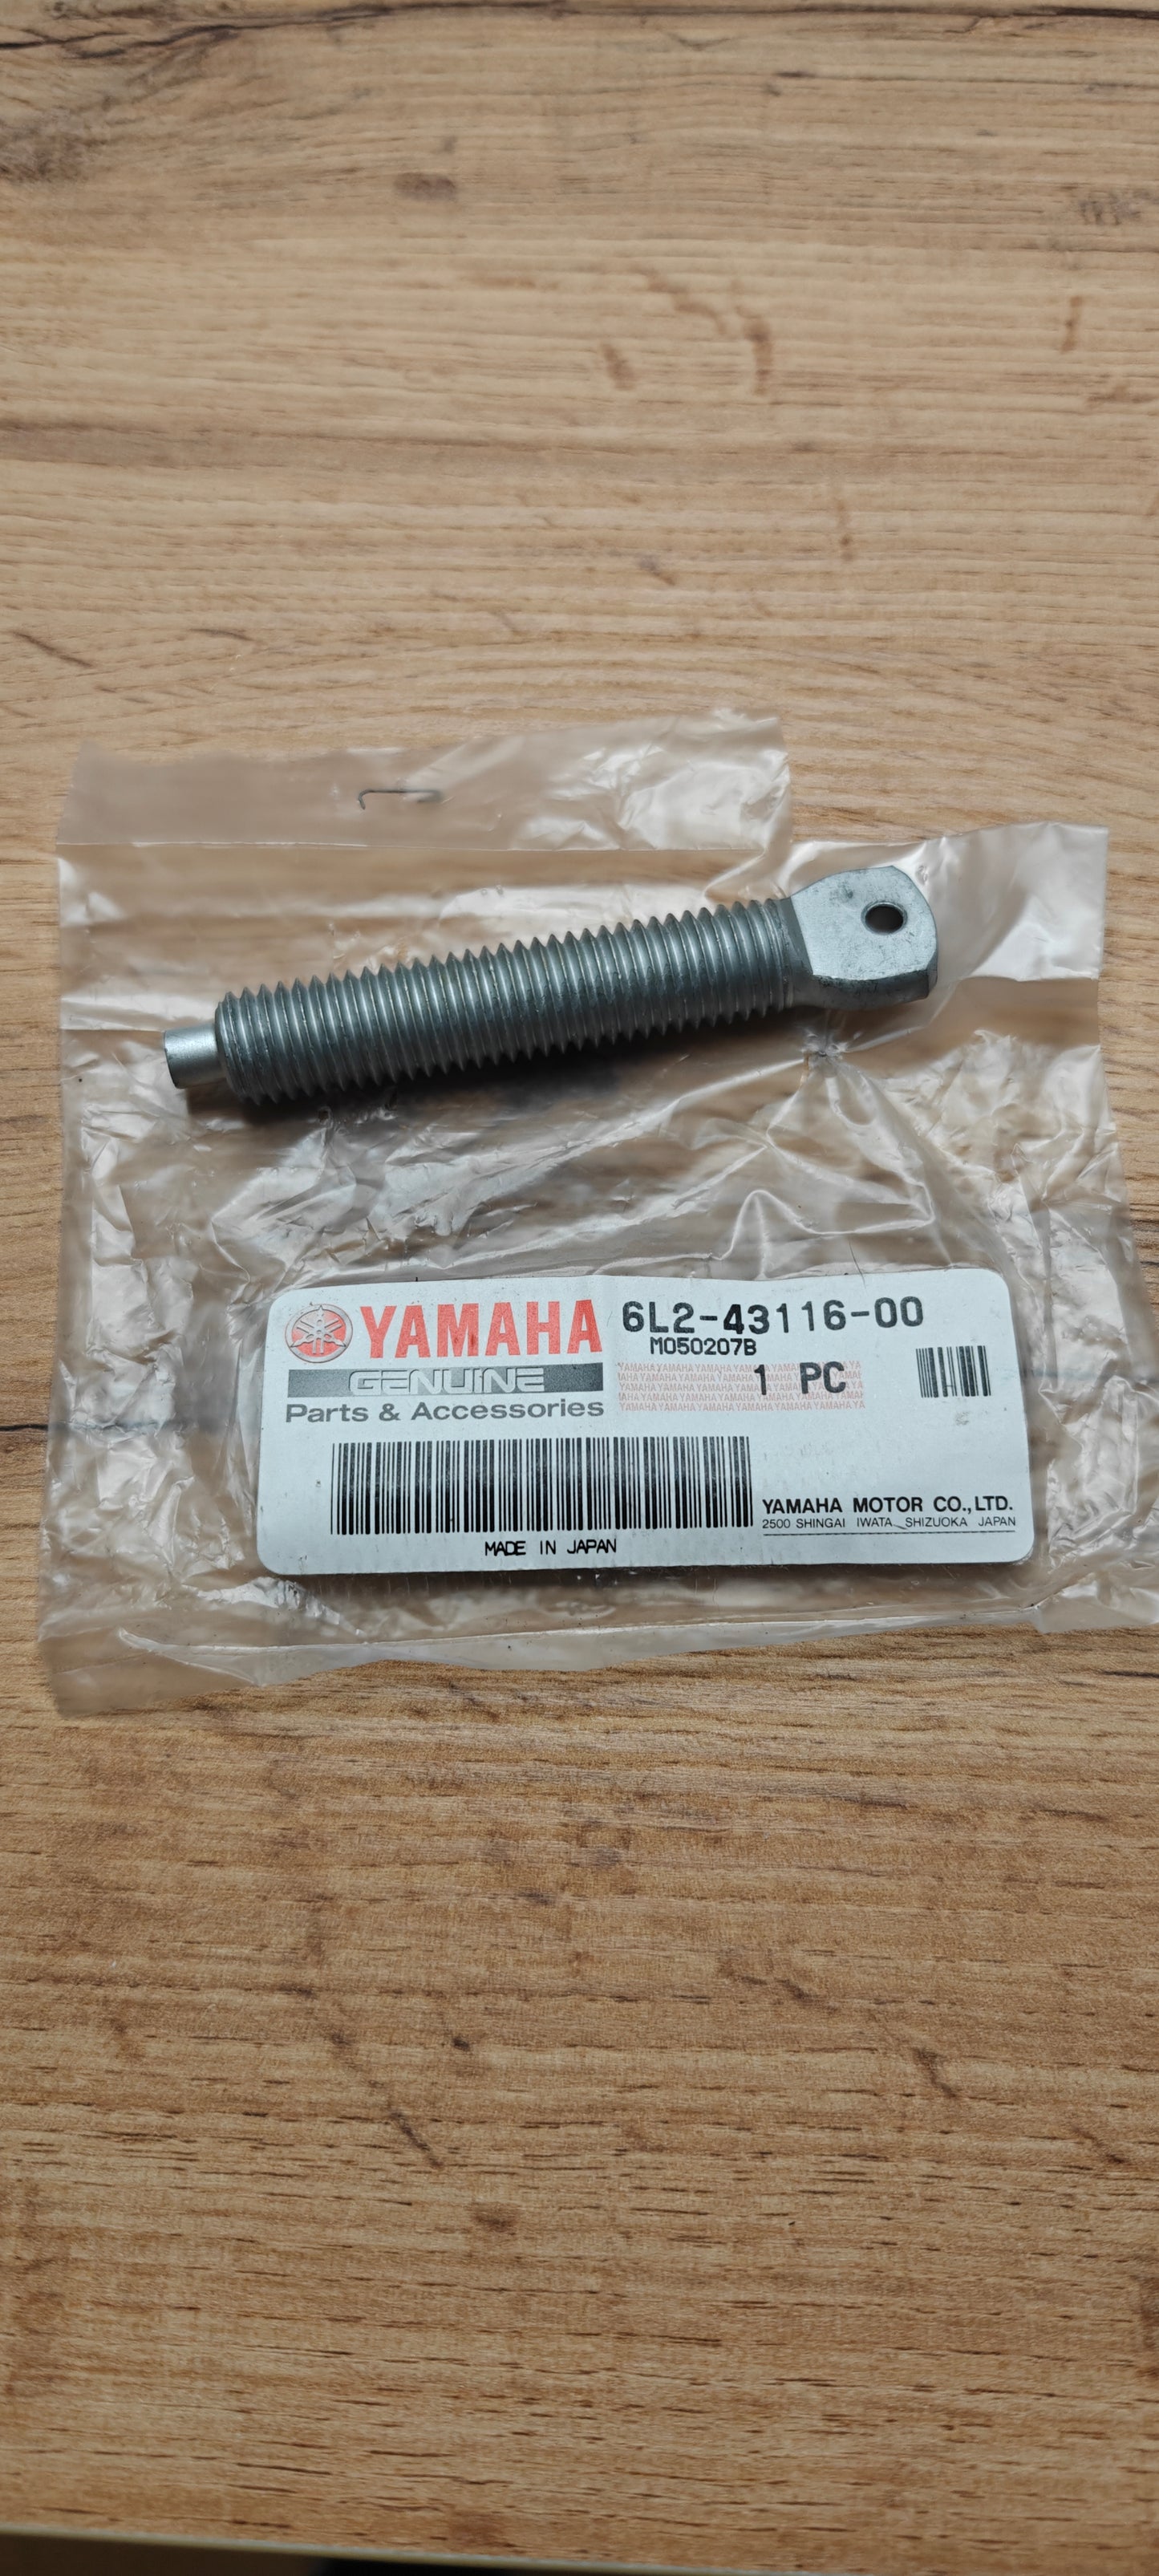 YAMAHA
GENUINE
Parts & Accessories
6L2-43116-00
M050207B
1 PC
YAMAHA MOTOR CO.,LTD.
2500 SHINGAI IWATA SHIZUOKA JAPAN
MADE IN JAPAN